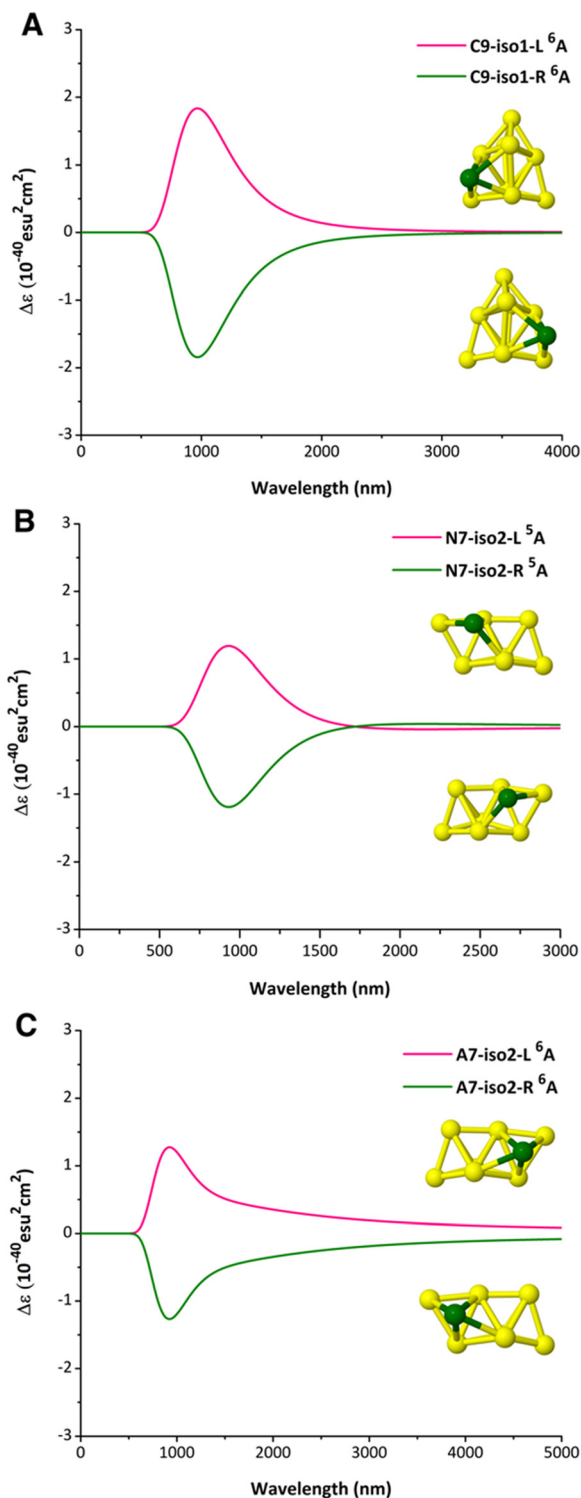 A
3
C9-iso1-L ⁶A
C9-iso1-R ⁶A
2
1
0
-1
-2
-3
Δε (10⁻⁴⁰esu²cm²)
0 1000 2000 3000 4000
Wavelength (nm)
B
3
N7-iso2-L ⁵A
N7-iso2-R ⁵A
2
1
0
-1
-2
-3
Δε (10⁻⁴⁰esu²cm²)
0 500 1000 1500 2000 2500 3000
Wavelength (nm)
C
3
A7-iso2-L ⁶A
A7-iso2-R ⁶A
2
1
0
-1
-2
-3
Δε (10⁻⁴⁰esu²cm²)
0 1000 2000 3000 4000 5000
Wavelength (nm)